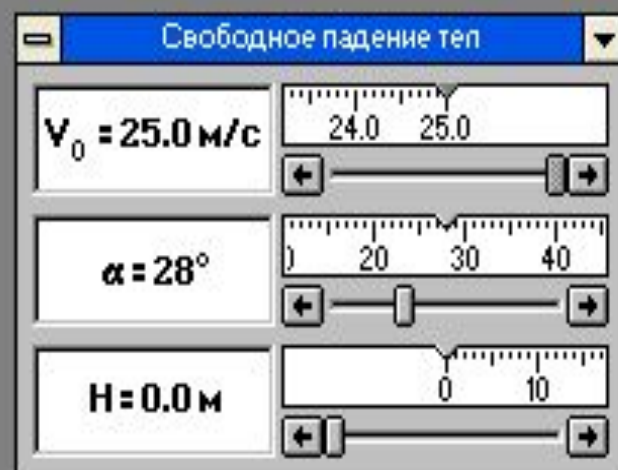 Свободное падение тел
V₀ = 25.0 м/с
24.0 25.0
α = 28°
) 20 30 40
H = 0.0 м
0 10